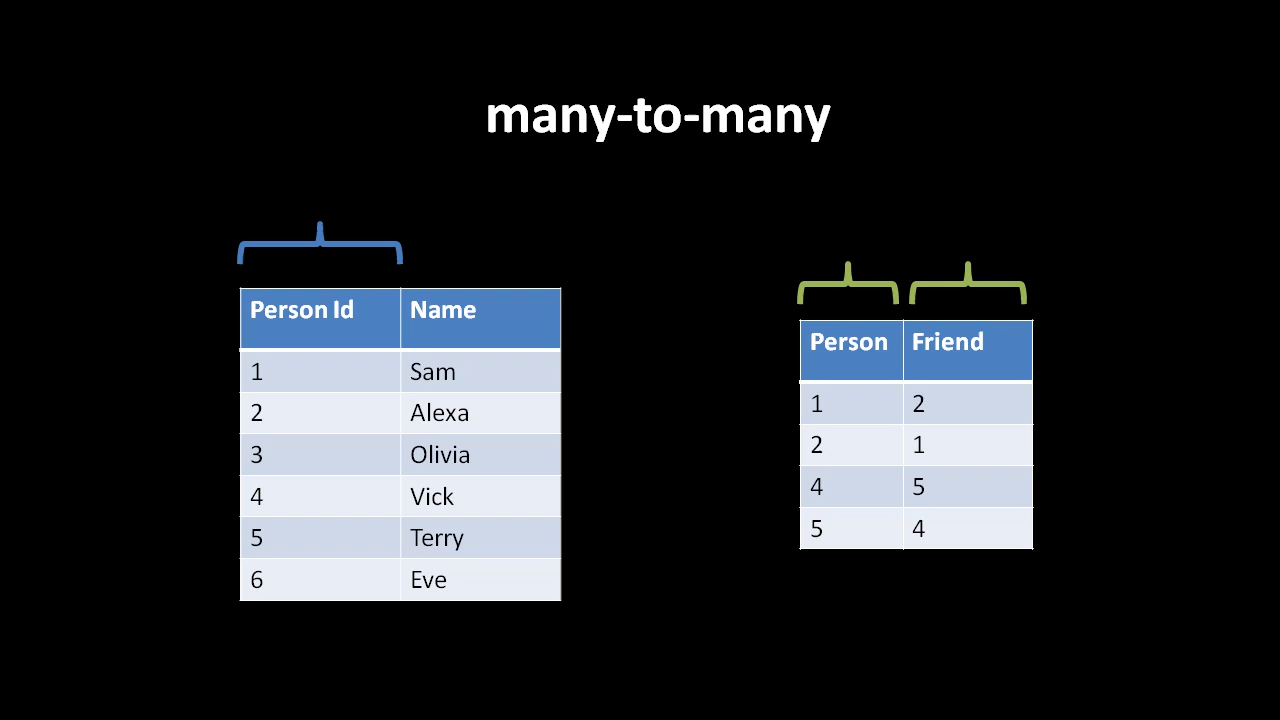 many-to-many
Person Id Name
1 Sam
2 Alexa
3 Olivia
4 Vick
5 Terry
6 Eve
Person Friend
1 2
2 1
4 5
5 4